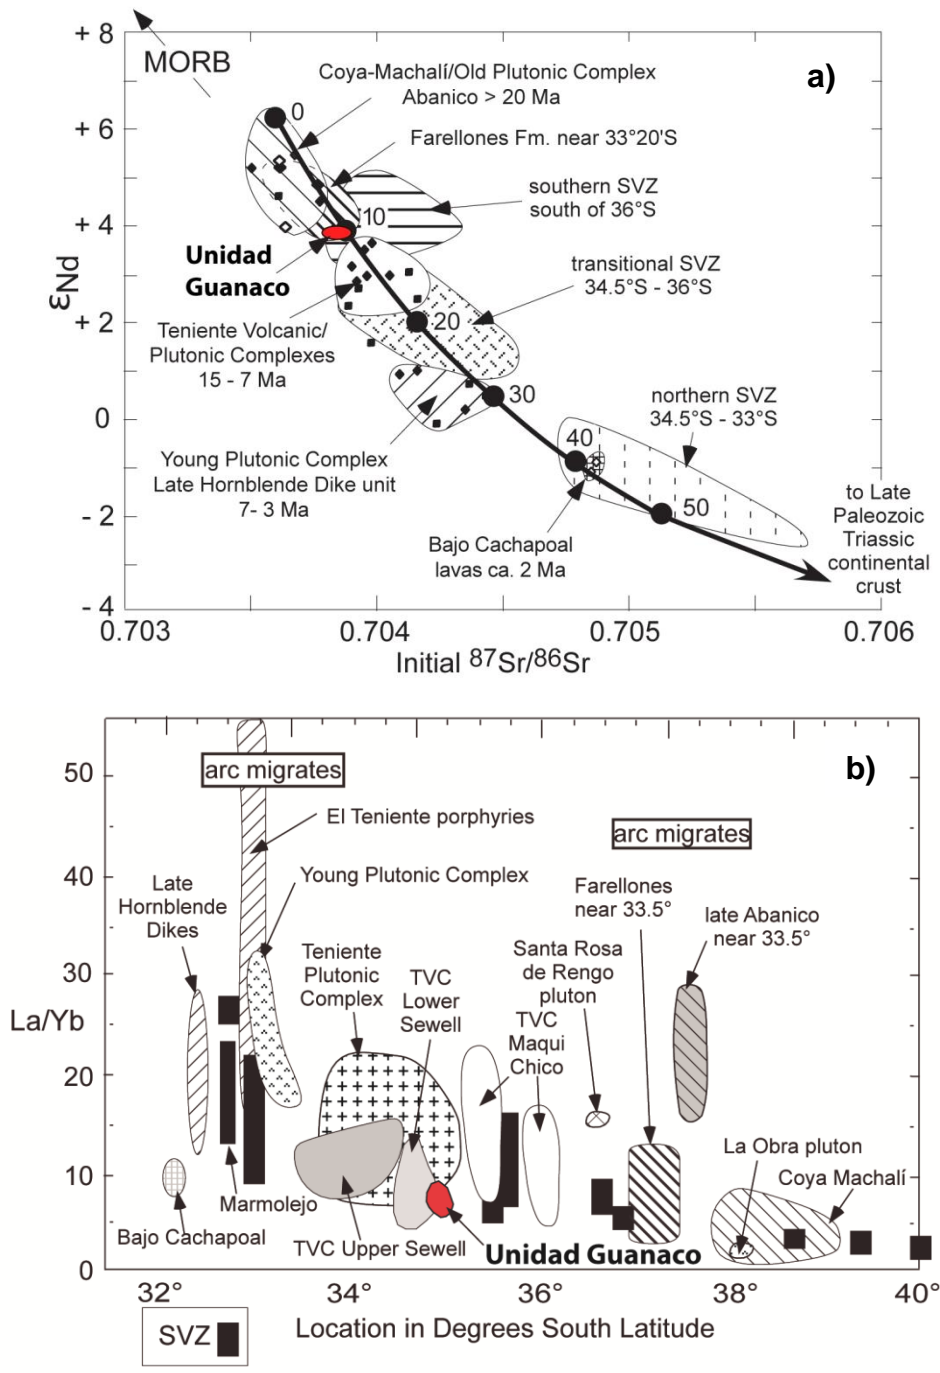 + 8
MORB
a)
Coya-Machalí/Old Plutonic Complex
Abanico > 20 Ma
0
+ 6
Farellones Fm. near 33°20'S
southern SVZ
south of 36°S
10
+ 4
Unidad
Guanaco
transitional SVZ
34.5°S - 36°S
εNd
+ 2
20
Teniente Volcanic/
Plutonic Complexes
15 - 7 Ma
30
northern SVZ
34.5°S - 33°S
0
40
Young Plutonic Complex
Late Hornblende Dike unit
7- 3 Ma
50
to Late
Paleozoic
Triassic
continental
crust
- 2
Bajo Cachapoal
lavas ca. 2 Ma
- 4
0.703
0.704
0.705
0.706
Initial 87Sr/86Sr
b)
50
arc migrates
El Teniente porphyries
arc migrates
40
Late
Hornblende
Dikes
Young Plutonic Complex
Farellones
near 33.5°
late Abanico
near 33.5°
Teniente
Plutonic
Complex
TVC
Lower
Sewell
Santa Rosa
de Rengo
pluton
TVC
Maqui
Chico
30
La/Yb
20
La Obra pluton
Coya Machalí
10
Marmolejo
Bajo Cachapoal
TVC Upper Sewell
Unidad Guanaco
0
32°
34°
36°
38°
40°
SVZ
Location in Degrees South Latitude